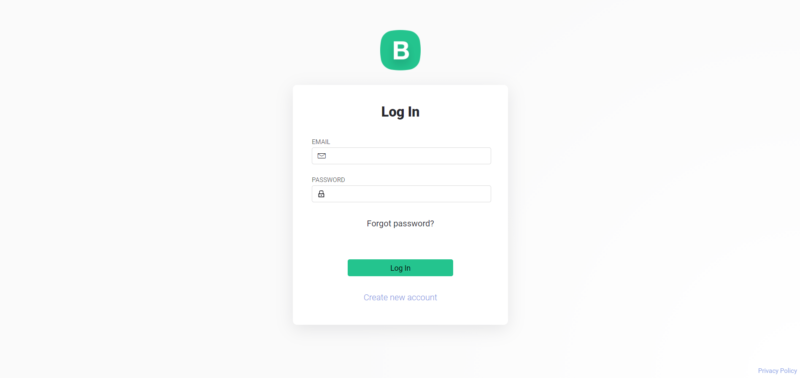 B
Log In
EMAIL
PASSWORD
Forgot password?
Log In
Create new account
Privacy Policy